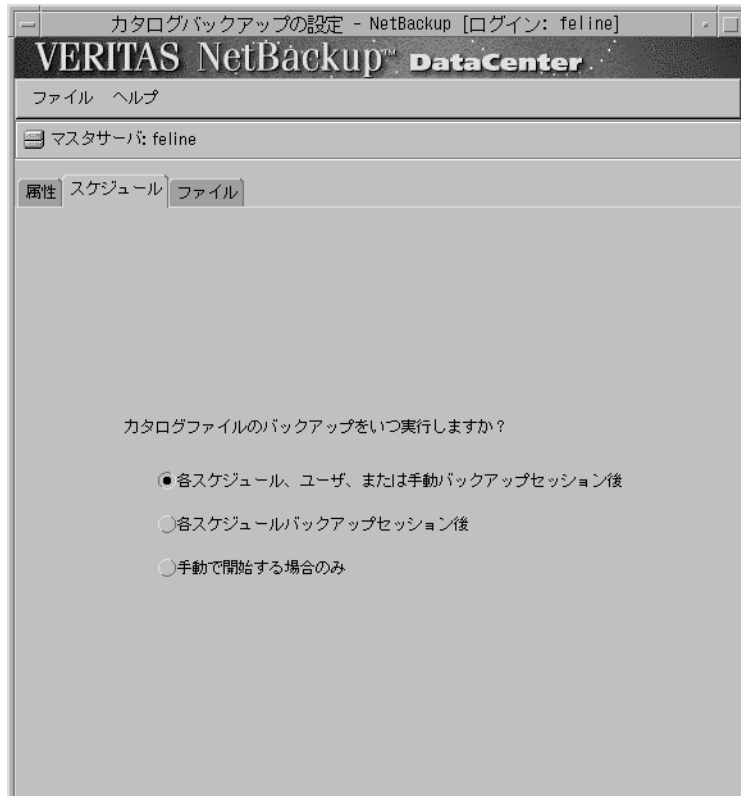 カタログバックアップの設定 - NetBackup [ログイン: feline]
VERITAS NetBackup™ DataCenter
ファイル ヘルプ
マスタサーバ: feline
属性 スケジュール ファイル
カタログファイルのバックアップをいつ実行しますか？
各スケジュール、ユーザ、または手動バックアップセッション後
各スケジュールバックアップセッション後
手動で開始する場合のみ